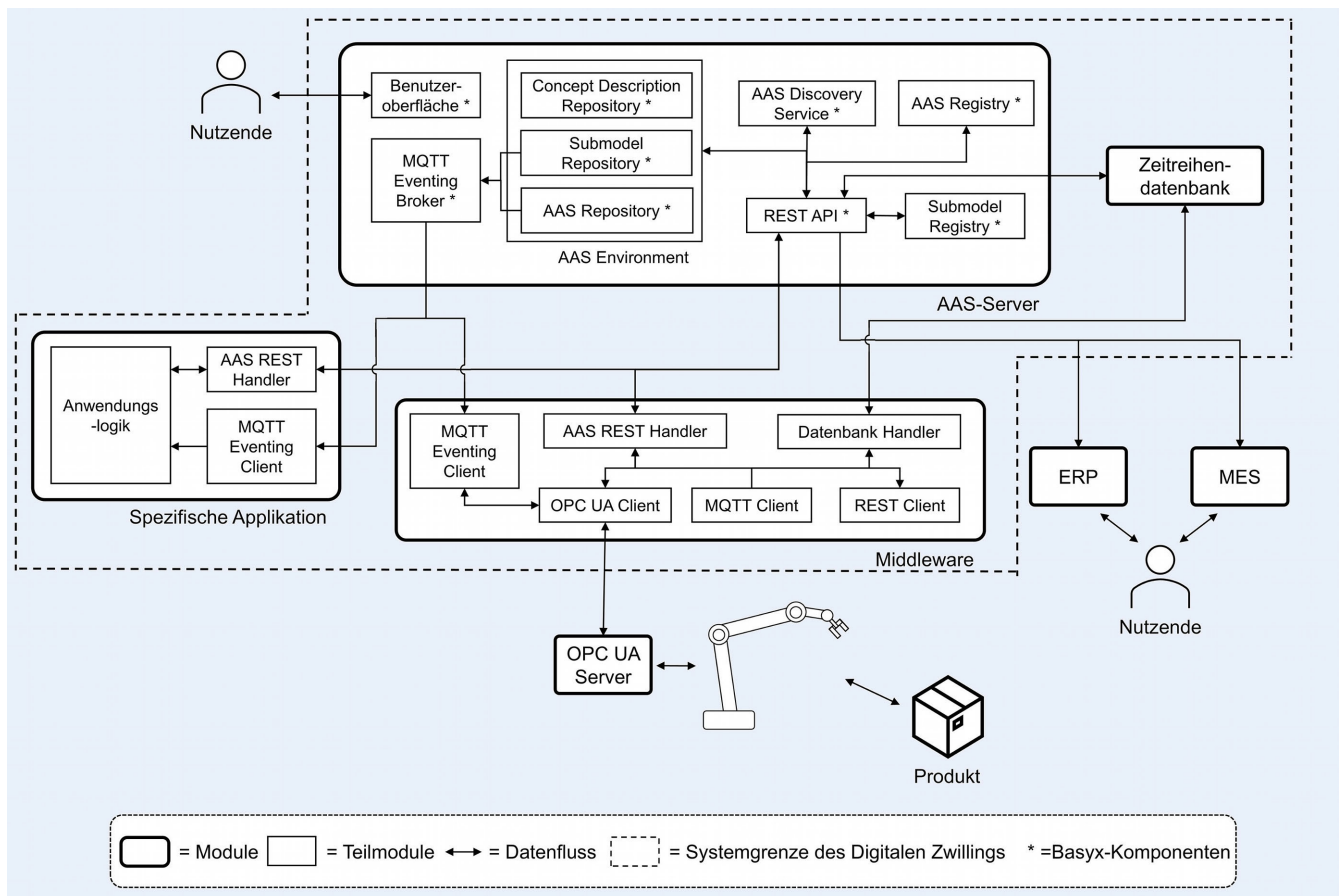 Nutzende
Benutzer-
oberfläche *
MQTT
Eventing
Broker *
Concept Description
Repository *
Submodel
Repository *
AAS Repository *
AAS Environment
AAS Discovery
Service *
AAS Registry *
REST API *
Submodel
Registry *
AAS-Server
Zeitreihen-
datenbank
Anwendungs
-logik
AAS REST
Handler
MQTT
Eventing
Client
Spezifische Applikation
MQTT
Eventing
Client
AAS REST Handler
Datenbank Handler
OPC UA Client
MQTT Client
REST Client
Middleware
ERP
MES
Nutzende
OPC UA
Server
Produkt
= Module
= Teilmodule
= Datenfluss
= Systemgrenze des Digitalen Zwillings
* =Basyx-Komponenten